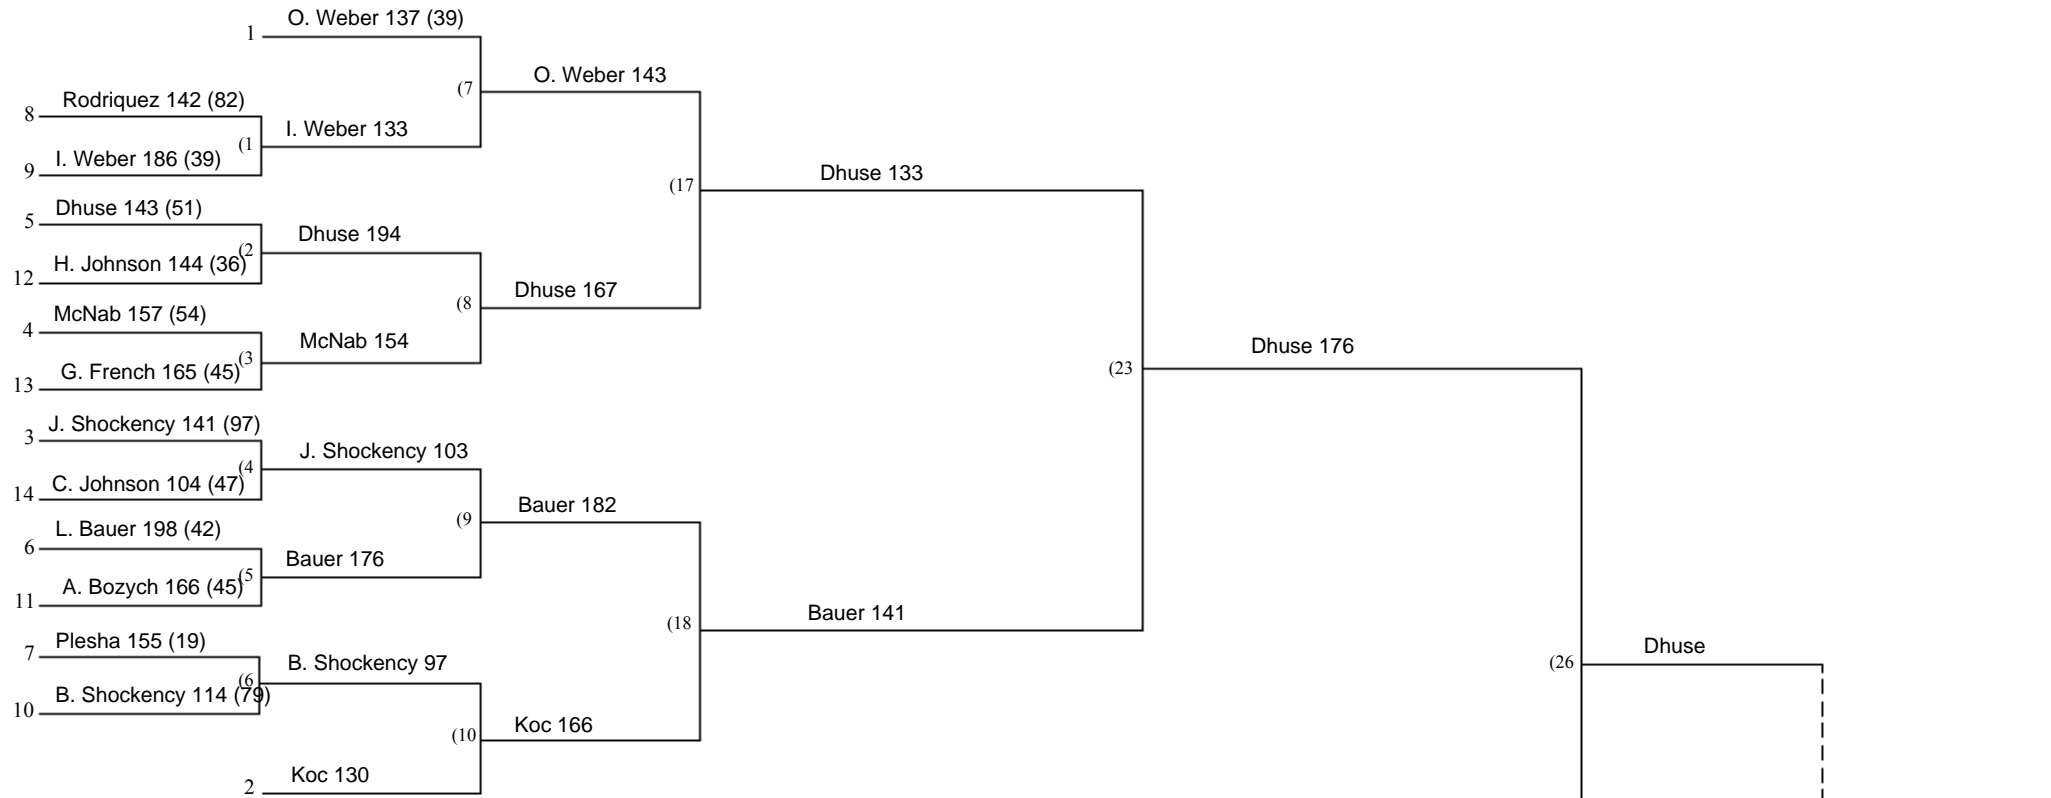 O. Weber 137 (39)
1
O. Weber 143
(7
Rodriquez 142 (82)
8
I. Weber 133
(1
I. Weber 186 (39)
9
Dhuse 133
(17
Dhuse 143 (51)
5
Dhuse 194
(2
H. Johnson 144 (36)
12
Dhuse 167
(8
McNab 157 (54)
4
McNab 154
(3
G. French 165 (45)
13
Dhuse 176
(23
J. Shockency 141 (97)
3
J. Shockency 103
(4
C. Johnson 104 (47)
14
Bauer 182
(9
L. Bauer 198 (42)
6
Bauer 176
(5
A. Bozych 166 (45)
11
Bauer 141
(18
Plesha 155 (19)
7
B. Shockency 97
(6
B. Shockency 114 (79)
10
Dhuse
(26
Koc 166
(10
Koc 130
2